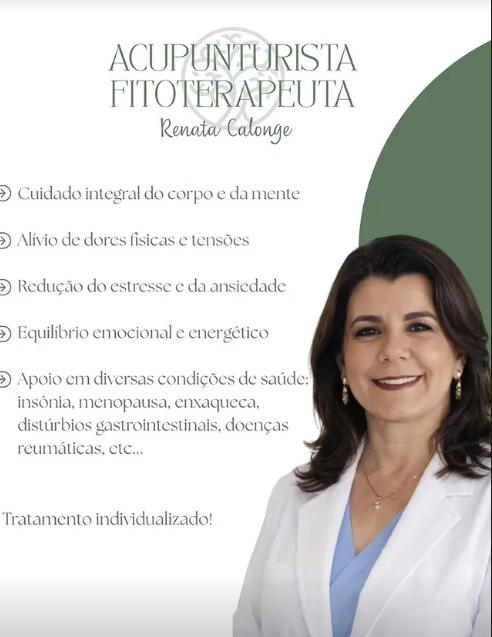 ACUPUNTURISTA
FITOTERAPEUTA
Renata Calonge
Cuidado integral do corpo e da mente
Alívio de dores físicas e tensões
Redução do estresse e da ansiedade
Equilíbrio emocional e energético
Apoio em diversas condições de saúde:
insônia, menopausa, enxaqueca,
distúrbios gastrointestinais, doenças
reumáticas, etc...
Tratamento individualizado!